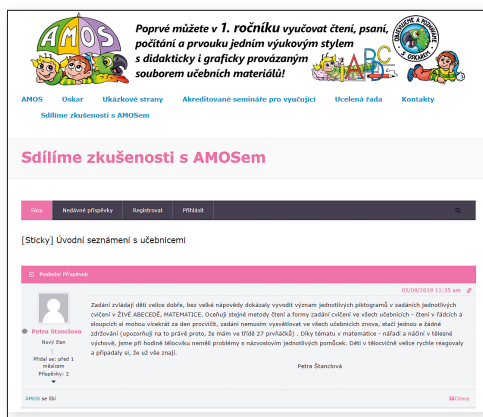 AMOS
Poprvé můžete v 1. ročníku vyučovat čtení, psaní,
počítání a prvouku jedním výukovým stylem
s didakticky i graficky provázaným
souborem učebních materiálů!
ABC
OBJEVUJEME A POZNÁVÁME
S OSKAREM
AMOS Oskar Ukázkové strany Akreditované semináře pro vyučující Ucelená řada Kontakty
Sdílíme zkušenosti s AMOSem
Sdílíme zkušenosti s AMOSem
Fóra Nedávné příspěvky Registrovat Přihlásit
[Sticky] Úvodní seznámení s učebnicemi
Poslední Příspěvek
05/09/2019 11:35 am
Petra Stanclova
Nový člen
Přidal se: před 1
měsícem
Příspěvky: 2
Zadání zvládají děti velice dobře, bez velké nápovědy dokázaly vyvodit význam jednotlivých piktogramů v zadáních jednotlivých
cvičení v ŽIVÉ ABECEDĚ, MATEMATICE. Oceňuji stejné metody čtení a formy zadání cvičení ve všech učebnicích - čtení v řádcích a
sloupcích si mohou vícekrát za den procvičit, zadání nemusím vysvětlovat ve všech učebnicích znova, stačí jednou a žádné
zdržování (upozorňuji na to právě proto, že mám ve třídě 27 prvňáčků) . Díky tématu v matematice - nářadí a náčiní v tělesné
výchově, jsme při hodině tělocviku neměli problémy s názvoslovím jednotlivých pomůcek. Děti v tělocvičně velice rychle reagovaly
a připadaly si, že už vše znají.
Petra Štanclová
AMOS se líbí
Citace